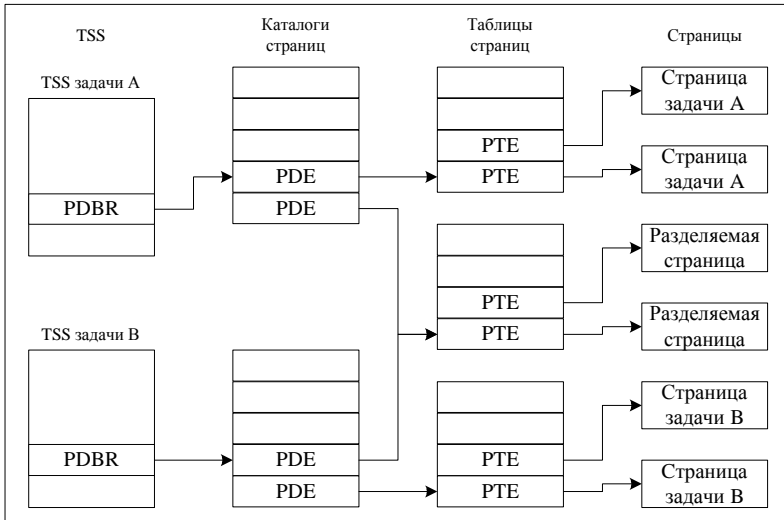 TSS
Каталоги
страниц
Таблицы
страниц
Страницы
TSS задачи A
PDBR
PDE
PDE
PTE
PTE
Страница
задачи A
Страница
задачи A
PTE
PTE
Разделяемая
страница
Разделяемая
страница
TSS задачи B
PDBR
PDE
PDE
PTE
PTE
Страница
задачи B
Страница
задачи B